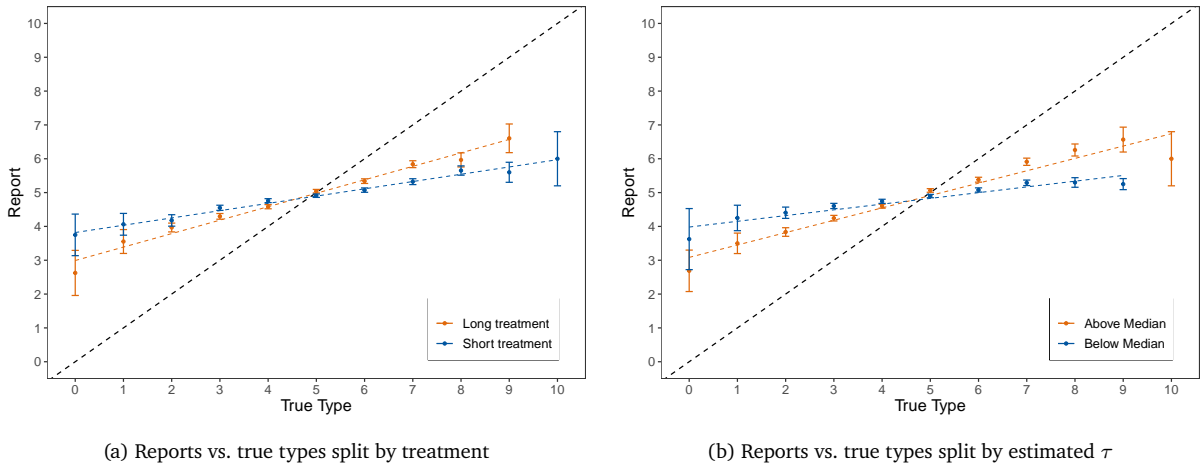 10
9
8
7
6
5
4
3
2
1
0
Report
0 1 2 3 4 5 6 7 8 9 10
True Type
Long treatment
Short treatment
(a) Reports vs. true types split by treatment
10
9
8
7
6
5
4
3
2
1
0
Report
0 1 2 3 4 5 6 7 8 9 10
True Type
Above Median
Below Median
(b) Reports vs. true types split by estimated τ